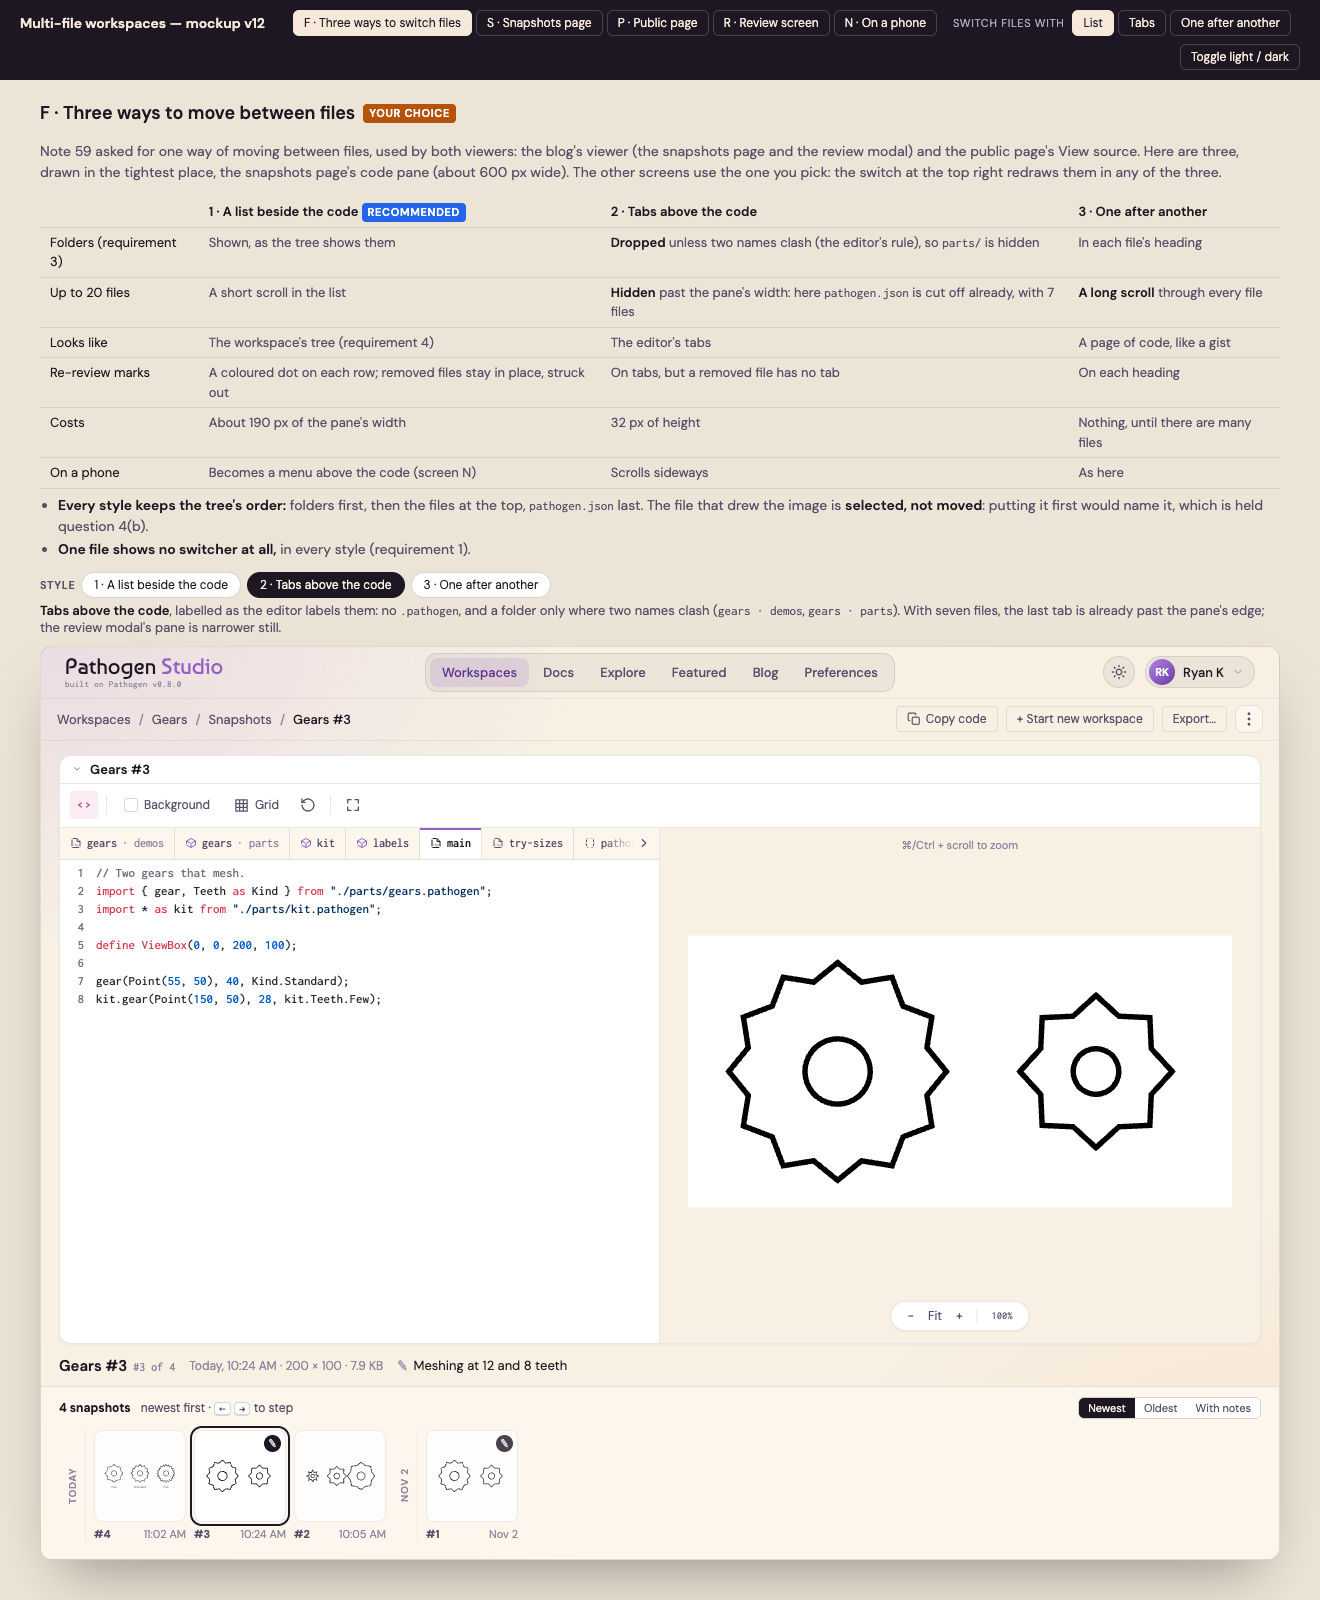 Multi-file workspaces — mockup v12
F · Three ways to switch files
S · Snapshots page
P · Public page
R · Review screen
N · On a phone
SWITCH FILES WITH
List
Tabs
One after another
Toggle light / dark
F · Three ways to move between files
YOUR CHOICE
Note 59 asked for one way of moving between files, used by both viewers: the blog's viewer (the snapshots page and the review modal) and the public page's View source. Here are three,
drawn in the tightest place, the snapshots page's code pane (about 600 px wide). The other screens use the one you pick: the switch at the top right redraws them in any of the three.
1 · A list beside the code RECOMMENDED
2 · Tabs above the code
3 · One after another
Folders (requirement
3)
Shown, as the tree shows them
Dropped unless two names clash (the editor's rule), so parts/ is hidden
In each file's heading
Up to 20 files
A short scroll in the list
Hidden past the pane's width: here pathogen.json is cut off already, with 7
files
A long scroll through every file
Looks like
The workspace's tree (requirement 4)
The editor's tabs
A page of code, like a gist
Re-review marks
A coloured dot on each row; removed files stay in place, struck
out
On tabs, but a removed file has no tab
On each heading
Costs
About 190 px of the pane's width
32 px of height
Nothing, until there are many
files
On a phone
Becomes a menu above the code (screen N)
Scrolls sideways
As here
• Every style keeps the tree's order: folders first, then the files at the top, pathogen.json last. The file that drew the image is selected, not moved: putting it first would name it, which is held
question 4(b).
• One file shows no switcher at all, in every style (requirement 1).
STYLE
1 · A list beside the code
2 · Tabs above the code
3 · One after another
Tabs above the code, labelled as the editor labels them: no .pathogen, and a folder only where two names clash (gears · demos, gears · parts). With seven files, the last tab is already past the pane's edge;
the review modal's pane is narrower still.
Pathogen Studio
built on Pathogen v0.8.0
Workspaces
Docs
Explore
Featured
Blog
Preferences
RK
Ryan K
Workspaces / Gears / Snapshots / Gears #3
Copy code
+ Start new workspace
Export…
Gears #3
Background
Grid
gears · demos
gears · parts
kit
labels
main
try-sizes
patho
⌘/Ctrl + scroll to zoom
1 // Two gears that mesh.
2 import { gear, Teeth as Kind } from "./parts/gears.pathogen";
3 import * as kit from "./parts/kit.pathogen";
4
5 define ViewBox(0, 0, 200, 100);
6
7 gear(Point(55, 50), 40, Kind.Standard);
8 kit.gear(Point(150, 50), 28, kit.Teeth.Few);
− Fit + 100%
Gears #3 #3 of 4 Today, 10:24 AM · 200 × 100 · 7.9 KB ✎ Meshing at 12 and 8 teeth
4 snapshots newest first · ← → to step
Newest
Oldest
With notes
TODAY
#4 11:02 AM
#3 10:24 AM
#2 10:05 AM
NOV 2
#1 Nov 2